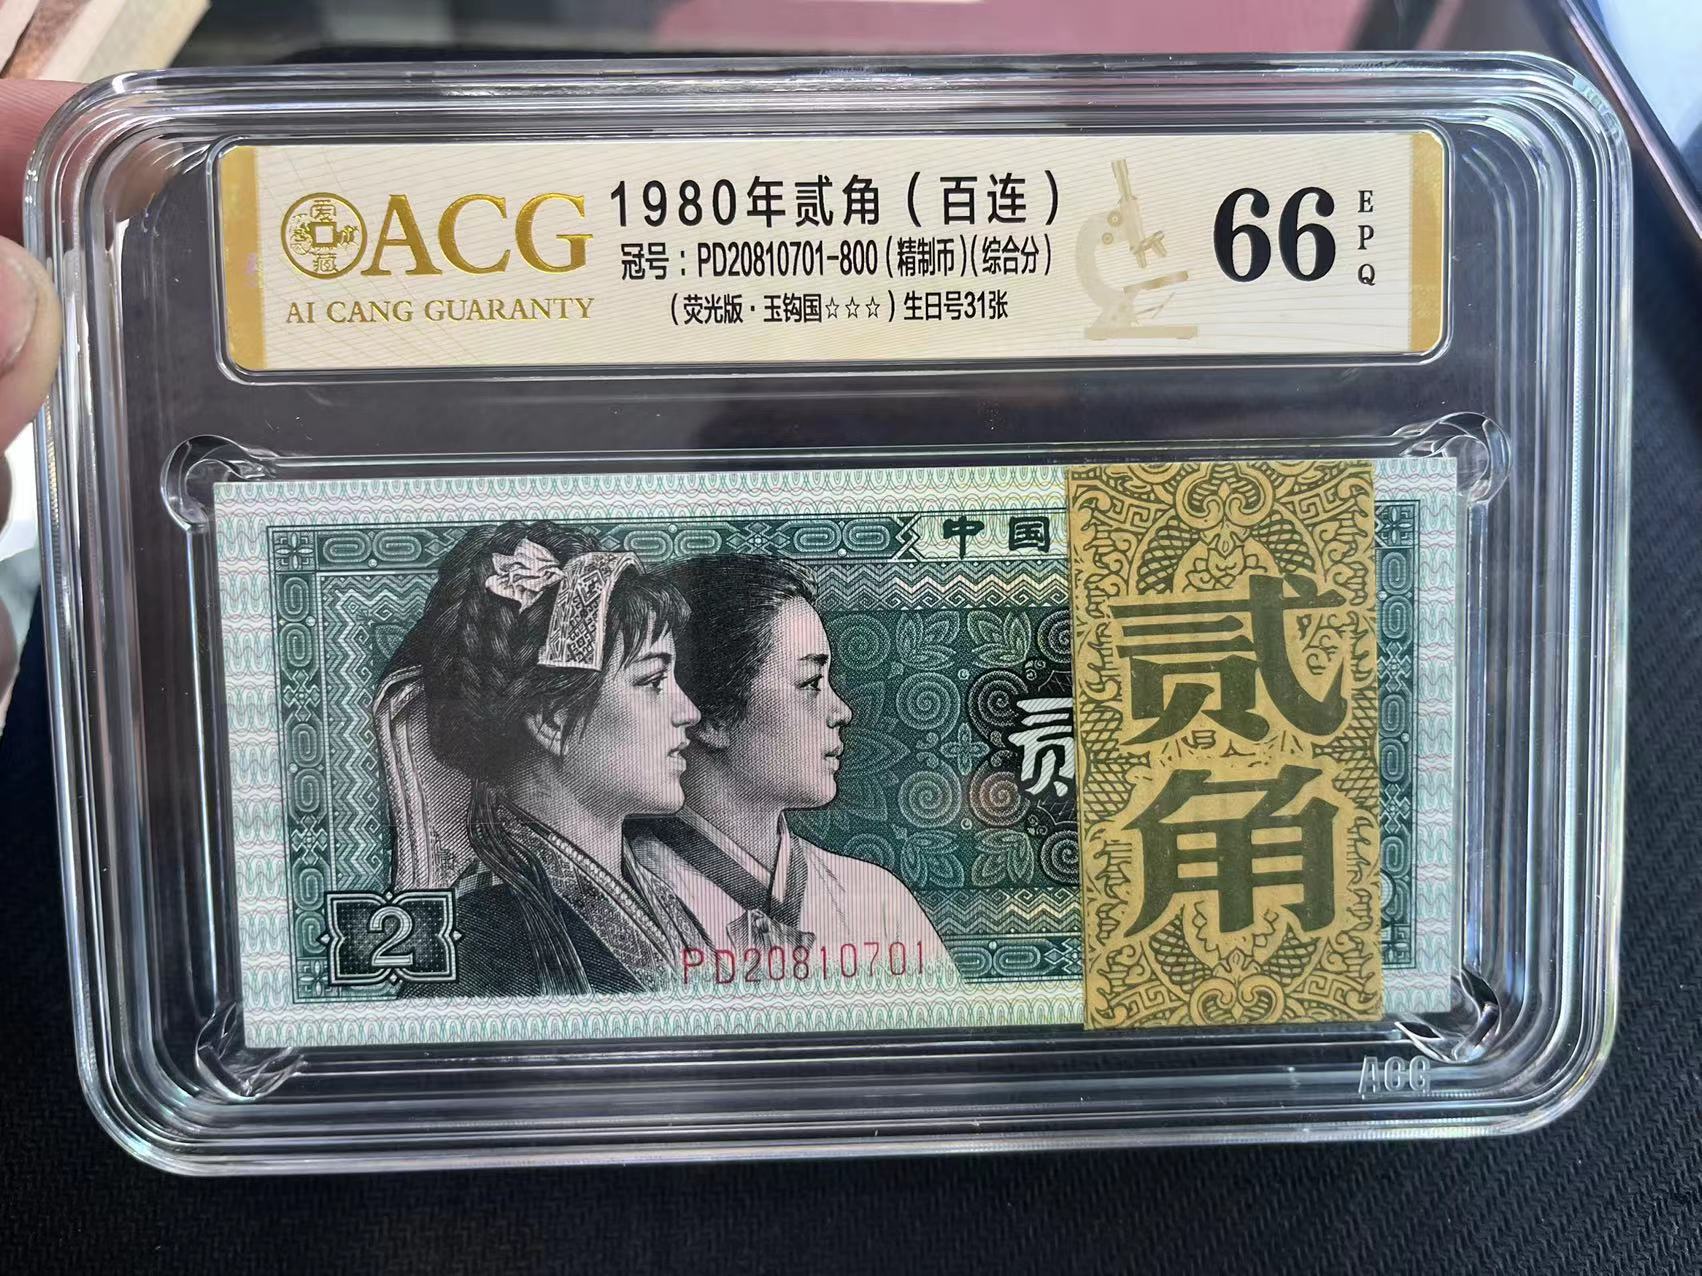 爱藏
ACG
AI CANG GUARANTY
1980年贰角（百连）
冠号：PD20810701-800（精制币）（综合分）
（荧光版·玉钩国☆☆☆）生日号31张
66
EPQ
中国
贰
贰角
2
PD20810701
ACG